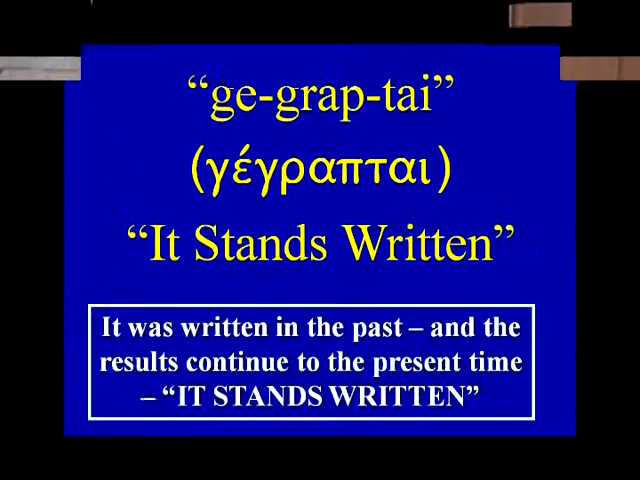 “ge-grap-tai”
(γέγραπται)
“It Stands Written”
It was written in the past – and the
results continue to the present time
– “IT STANDS WRITTEN”